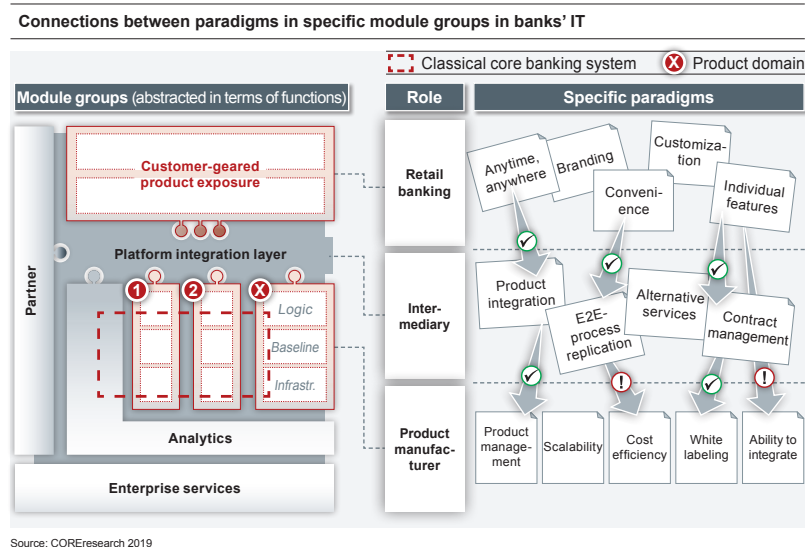 Connections between paradigms in specific module groups in banks' IT
Classical core banking system
X Product domain
Module groups (abstracted in terms of functions)
Role
Specific paradigms
Partner
Customer-geared
product exposure
Platform integration layer
1
2
X
Logic
Baseline
Infrastr.
Analytics
Enterprise services
Retail
banking
Inter-
mediary
Product
manufac-
turer
Anytime,
anywhere
Branding
Conveni-
ence
Customiza-
tion
Individual
features
Product
integration
E2E-
process
replication
Alternative
services
Contract
management
!
!
Product
manage-
ment
Scalability
Cost
efficiency
White
labeling
Ability to
integrate
Source: COREresearch 2019